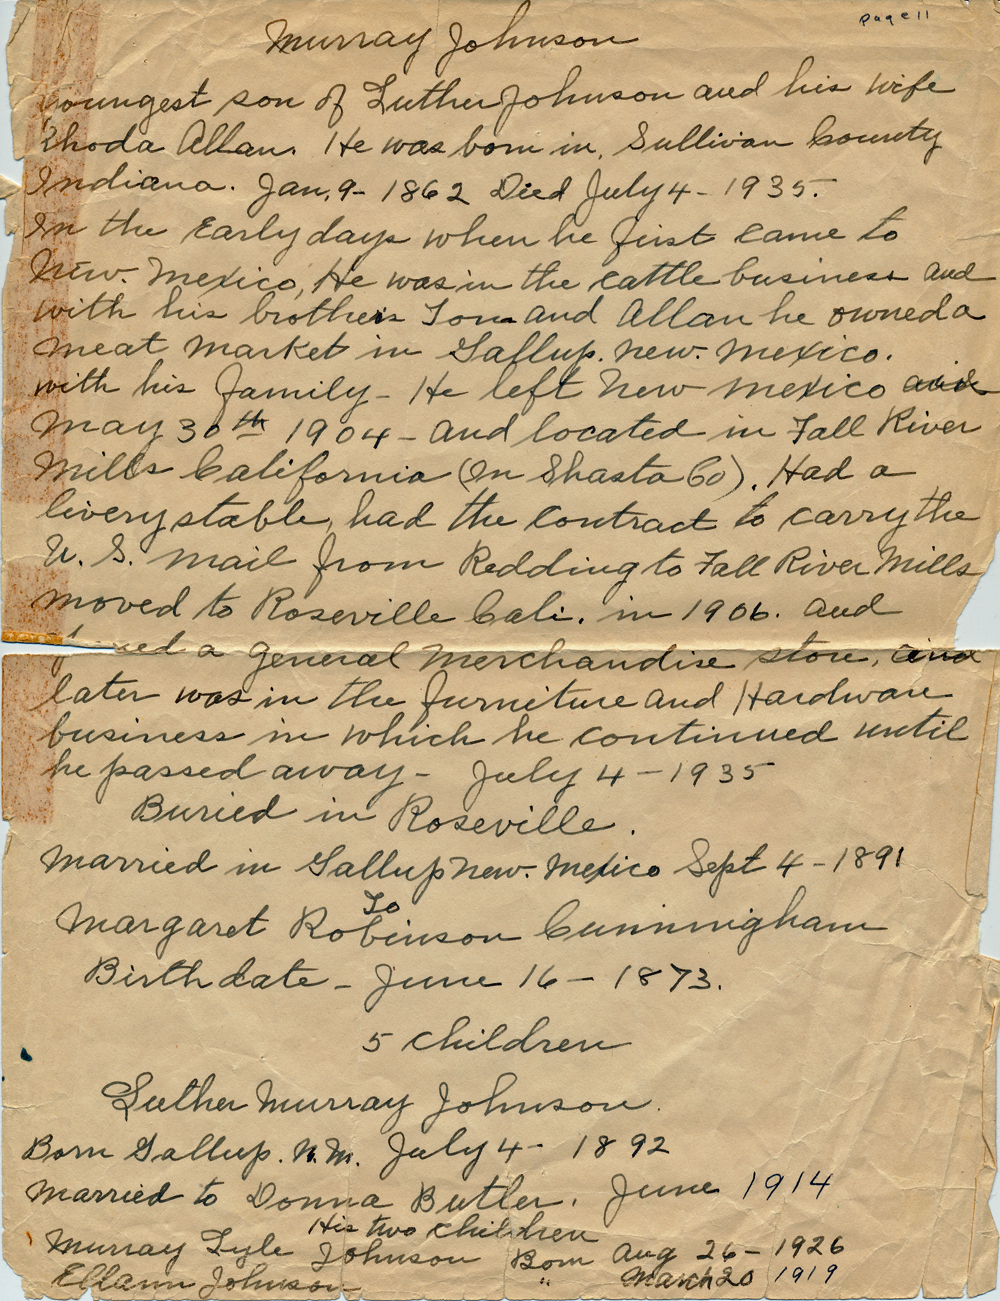 Page 11
Murray Johnson
Youngest son of Luther Johnson and his wife
Rhoda Allan. He was born in, Sullivan County
Indiana. Jan, 9- 1862 Died July 4 - 1935.
In the Early days when he first came to
New. Mexico, He was in the cattle business and
with his brothers Tom and Allan he owned a
meat market in Gallup. New. Mexico.
with his family - He left New Mexico and
May 30th 1904 - and located in Fall River
Mills California (In Shasta Co). Had a
livery stable, had the contract to carry the
U. S. mail from Redding to Fall River Mills
moved to Roseville Cali. in 1906. and
a general merchandise store, and
later was in the furniture and Hardware
business in which he continued until
he passed away - July 4 - 1935
Buried in Roseville.
Married in Gallup New. Mexico Sept 4 - 1891
To
Margaret Robinson Cunningham
Birth date - June 16 - 1873.
5 children
Luther Murray Johnson.
Born Gallup. N. M. July 4 - 1892
Married to Donna Butler. June 1914
His two children
Murray Lyle Johnson Born Aug 26 - 1926
Ellann Johnson " March 20 1919